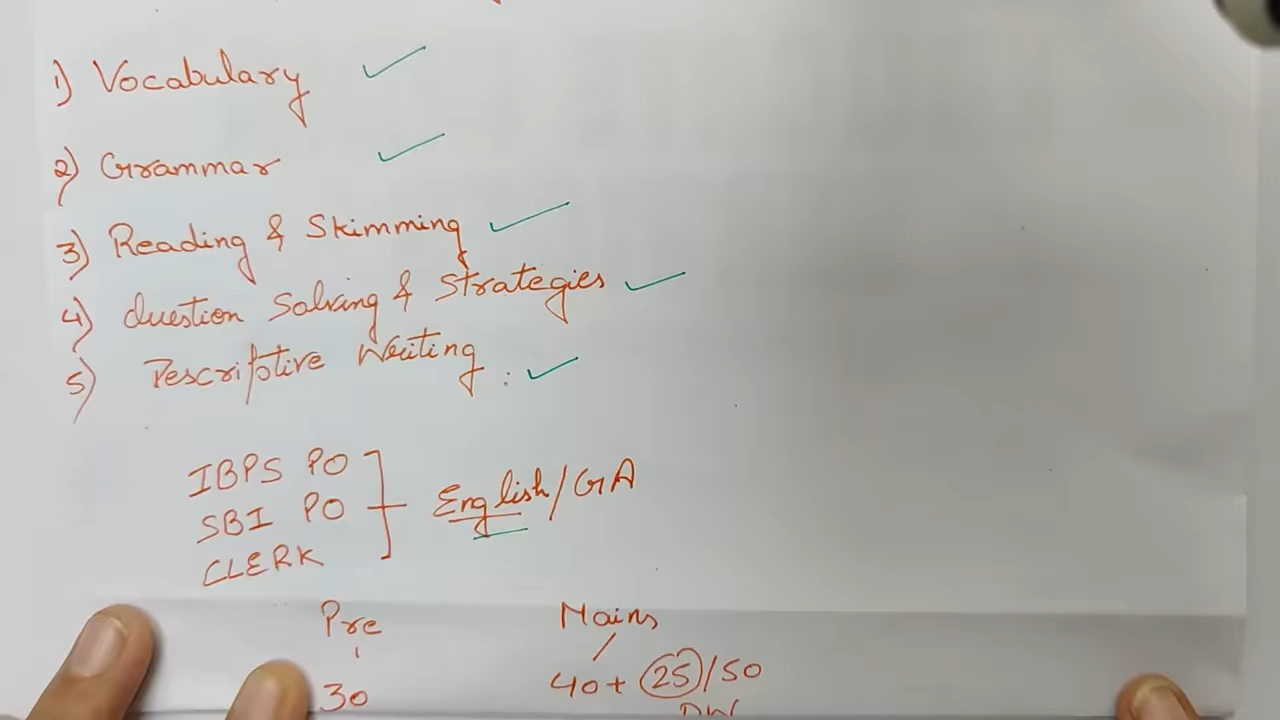 1) Vocabulary
2) Grammar
3) Reading & Skimming
4) Question Solving & Strategies
5) Descriptive Writing :
IBPS PO
SBI PO
CLERK
English/GA
Pre
Mains
30
40+ 25/50
DW